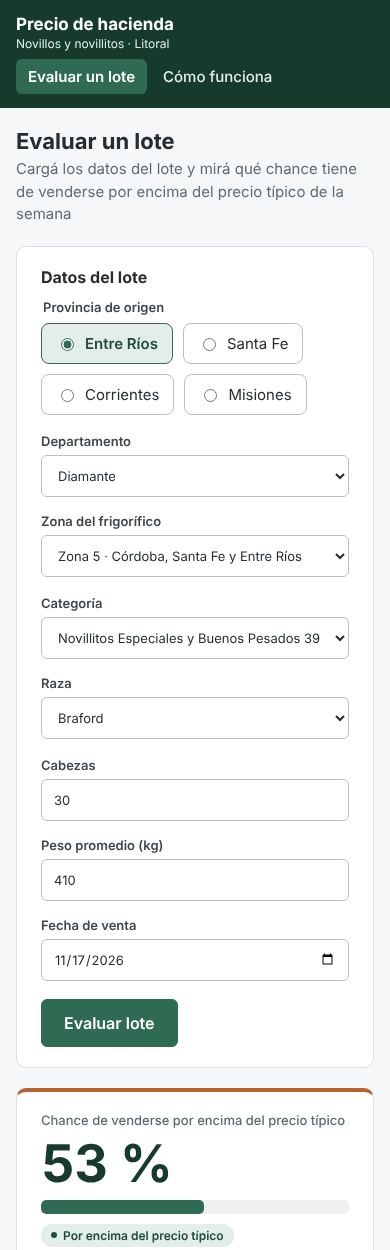 Precio de hacienda
Novillos y novillitos · Litoral
Evaluar un lote
Cómo funciona
Evaluar un lote
Cargá los datos del lote y mirá qué chance tiene
de venderse por encima del precio típico de la
semana
Datos del lote
Provincia de origen
Entre Ríos
Santa Fe
Corrientes
Misiones
Departamento
Diamante
Zona del frigorífico
Zona 5 · Córdoba, Santa Fe y Entre Ríos
Categoría
Novillitos Especiales y Buenos Pesados 39
Raza
Braford
Cabezas
30
Peso promedio (kg)
410
Fecha de venta
11/17/2026
Evaluar lote
Chance de venderse por encima del precio típico
53 %
Por encima del precio típico